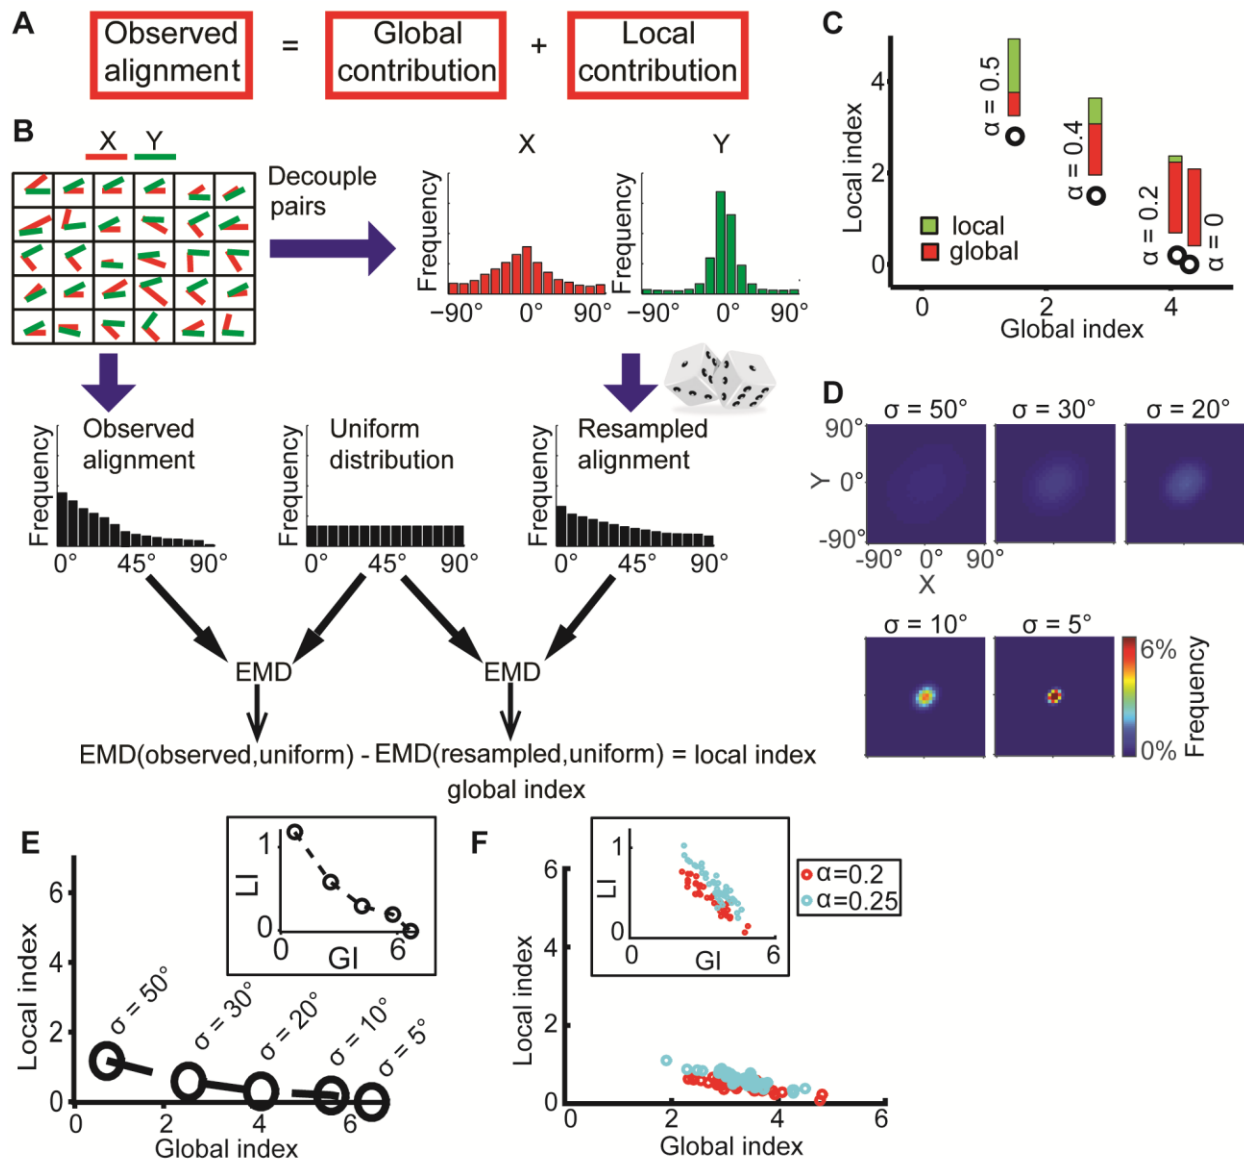 A
Observed
alignment
=
Global
contribution
+
Local
contribution
B
X
Y
Decouple
pairs
X
Frequency
−90°
0°
90°
Y
Frequency
−90°
0°
90°
Observed
alignment
Frequency
0°
45°
90°
Uniform
distribution
Frequency
0°
45°
90°
Resampled
alignment
Frequency
0°
45°
90°
EMD
EMD
EMD(observed,uniform) - EMD(resampled,uniform) = local index
global index
C
Local index
4
2
0
α = 0.5
α = 0.4
α = 0.2
α = 0
local
global
0
2
4
Global index
D
σ = 50°
σ = 30°
σ = 20°
90°
Y
0°
-90°
-90°
0°
90°
X
σ = 10°
σ = 5°
6%
0%
Frequency
E
Local index
6
4
2
0
σ = 50°
σ = 30°
σ = 20°
σ = 10°
σ = 5°
0
2
4
6
Global index
1
LI
0
0
GI
6
F
Local index
6
4
2
0
0
2
4
6
Global index
1
LI
0
0
GI
6
α=0.2
α=0.25